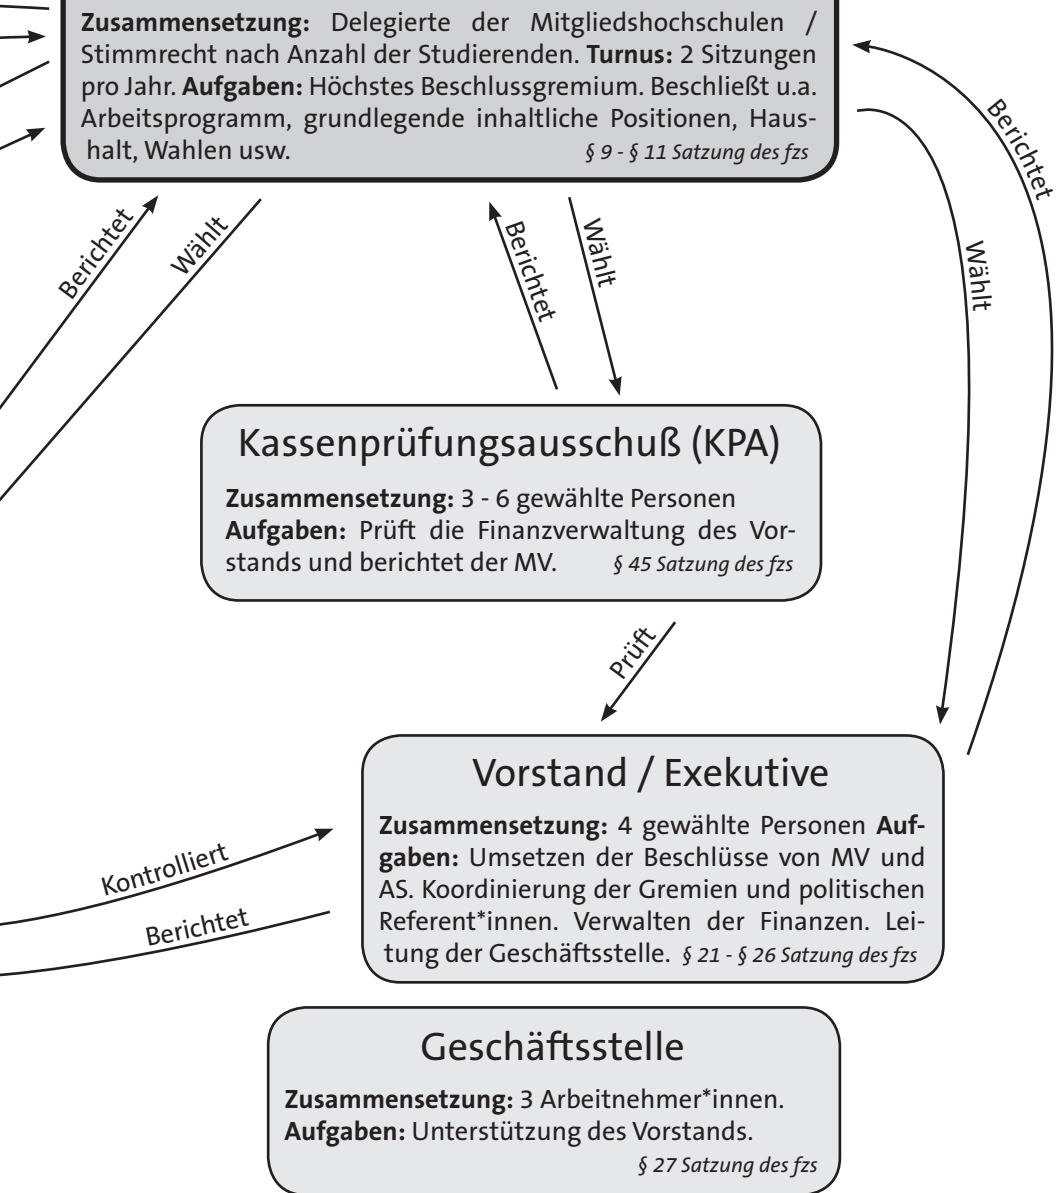 Zusammensetzung: Delegierte der Mitgliedshochschulen /
Stimmrecht nach Anzahl der Studierenden. Turnus: 2 Sitzungen
pro Jahr. Aufgaben: Höchstes Beschlussgremium. Beschließt u.a.
Arbeitsprogramm, grundlegende inhaltliche Positionen, Haus-
halt, Wahlen usw. § 9 - § 11 Satzung des fzs
Berichtet
Wählt
Berichtet
Wählt
Wählt
Berichtet
Kassenprüfungsausschuß (KPA)
Zusammensetzung: 3 - 6 gewählte Personen
Aufgaben: Prüft die Finanzverwaltung des Vor-
stands und berichtet der MV. § 45 Satzung des fzs
Prüft
Vorstand / Exekutive
Zusammensetzung: 4 gewählte Personen Auf-
gaben: Umsetzen der Beschlüsse von MV und
AS. Koordinierung der Gremien und politischen
Referent*innen. Verwalten der Finanzen. Lei-
tung der Geschäftsstelle. § 21 - § 26 Satzung des fzs
Kontrolliert
Berichtet
Geschäftsstelle
Zusammensetzung: 3 Arbeitnehmer*innen.
Aufgaben: Unterstützung des Vorstands.
§ 27 Satzung des fzs